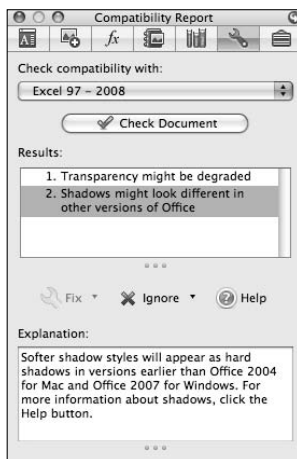 Compatibility Report
Check compatibility with:
Excel 97 – 2008
Check Document
Results:
1. Transparency might be degraded
2. Shadows might look different in
other versions of Office
Fix
Ignore
Help
Explanation:
Softer shadow styles will appear as hard
shadows in versions earlier than Office 2004
for Mac and Office 2007 for Windows. For
more information about shadows, click the
Help button.